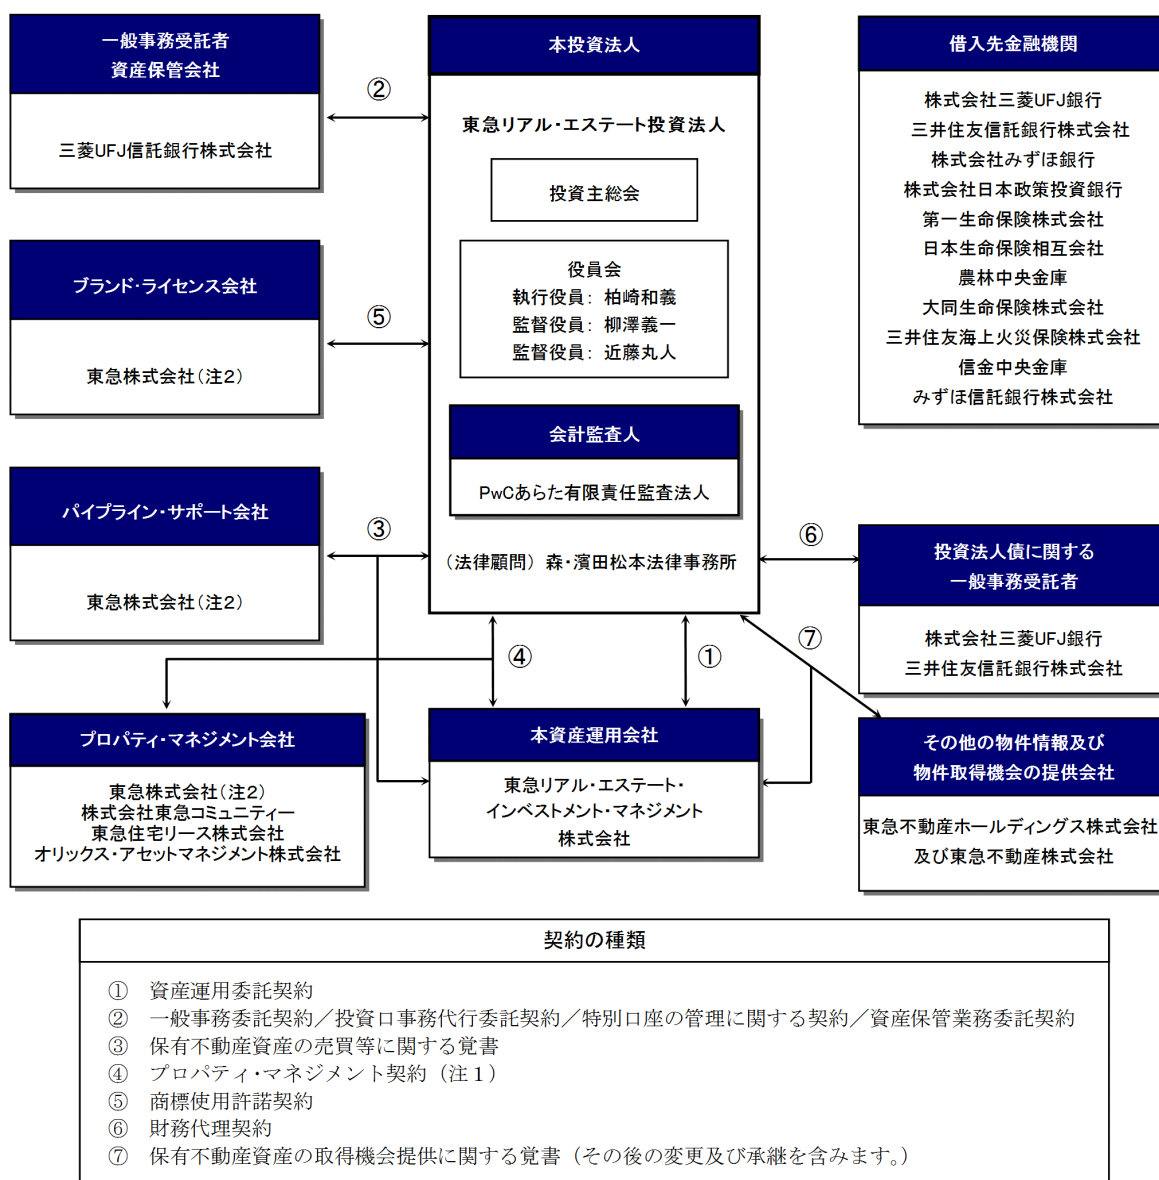 一般事務受託者
資産保管会社
三菱UFJ信託銀行株式会社
②
本投資法人
東急リアル・エステート投資法人
投資主総会
役員会
執行役員： 柏崎和義
監督役員： 柳澤義一
監督役員： 近藤丸人
会計監査人
PwCあらた有限責任監査法人
（法律顧問） 森・濱田松本法律事務所
借入先金融機関
株式会社三菱UFJ銀行
三井住友信託銀行株式会社
株式会社みずほ銀行
株式会社日本政策投資銀行
第一生命保険株式会社
日本生命保険相互会社
農林中央金庫
大同生命保険株式会社
三井住友海上火災保険株式会社
信金中央金庫
みずほ信託銀行株式会社
ブランド・ライセンス会社
東急株式会社（注2）
⑤
パイプライン・サポート会社
東急株式会社（注2）
③
⑥
投資法人債に関する
一般事務受託者
株式会社三菱UFJ銀行
三井住友信託銀行株式会社
④
①
⑦
プロパティ・マネジメント会社
東急株式会社（注2）
株式会社東急コミュニティー
東急住宅リース株式会社
オリックス・アセットマネジメント株式会社
本資産運用会社
東急リアル・エステート・
インベストメント・マネジメント
株式会社
その他の物件情報及び
物件取得機会の提供会社
東急不動産ホールディングス株式会社
及び東急不動産株式会社
契約の種類
① 資産運用委託契約
② 一般事務委託契約／投資口事務代行委託契約／特別口座の管理に関する契約／資産保管業務委託契約
③ 保有不動産資産の売買等に関する覚書
④ プロパティ・マネジメント契約（注１）
⑤ 商標使用許諾契約
⑥ 財務代理契約
⑦ 保有不動産資産の取得機会提供に関する覚書（その後の変更及び承継を含みます。）